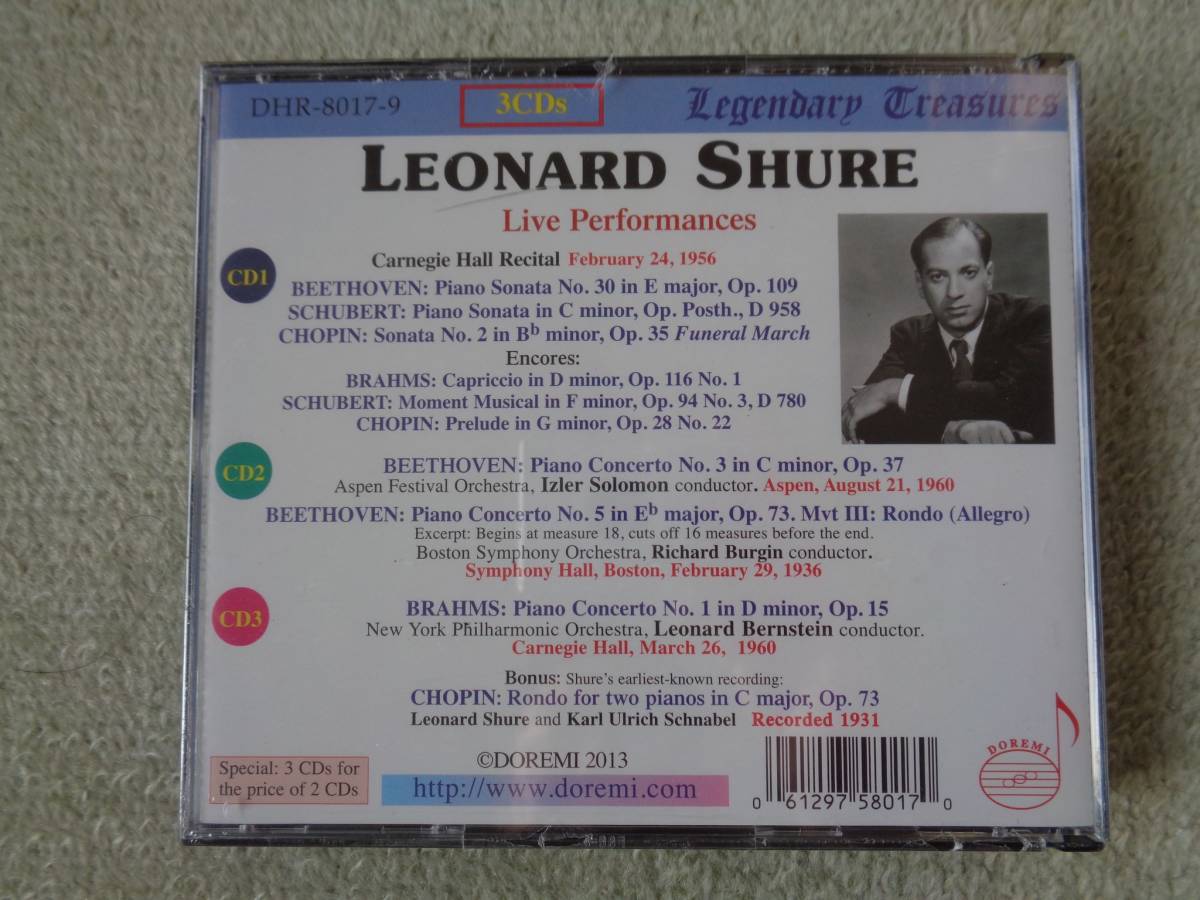 DHR-8017-9 3CDs Legendary Treasures
LEONARD SHURE
Live Performances
CD1
Carnegie Hall Recital February 24, 1956
BEETHOVEN: Piano Sonata No. 30 in E major, Op. 109
SCHUBERT: Piano Sonata in C minor, Op. Posth., D 958
CHOPIN: Sonata No. 2 in B♭ minor, Op. 35 Funeral March
Encores:
BRAHMS: Capriccio in D minor, Op. 116 No. 1
SCHUBERT: Moment Musical in F minor, Op. 94 No. 3, D 780
CHOPIN: Prelude in G minor, Op. 28 No. 22
CD2
BEETHOVEN: Piano Concerto No. 3 in C minor, Op. 37
Aspen Festival Orchestra, Izler Solomon conductor. Aspen, August 21, 1960
BEETHOVEN: Piano Concerto No. 5 in E♭ major, Op. 73. Mvt III: Rondo (Allegro)
Excerpt: Begins at measure 18, cuts off 16 measures before the end.
Boston Symphony Orchestra, Richard Burgin conductor.
Symphony Hall, Boston, February 29, 1936
CD3
BRAHMS: Piano Concerto No. 1 in D minor, Op. 15
New York Philharmonic Orchestra, Leonard Bernstein conductor.
Carnegie Hall, March 26, 1960
Bonus: Shure's earliest-known recording:
CHOPIN: Rondo for two pianos in C major, Op. 73
Leonard Shure and Karl Ulrich Schnabel Recorded 1931
©DOREMI 2013
Special: 3 CDs for
the price of 2 CDs
http://www.doremi.com
0 61297 58017 0
DOREMI